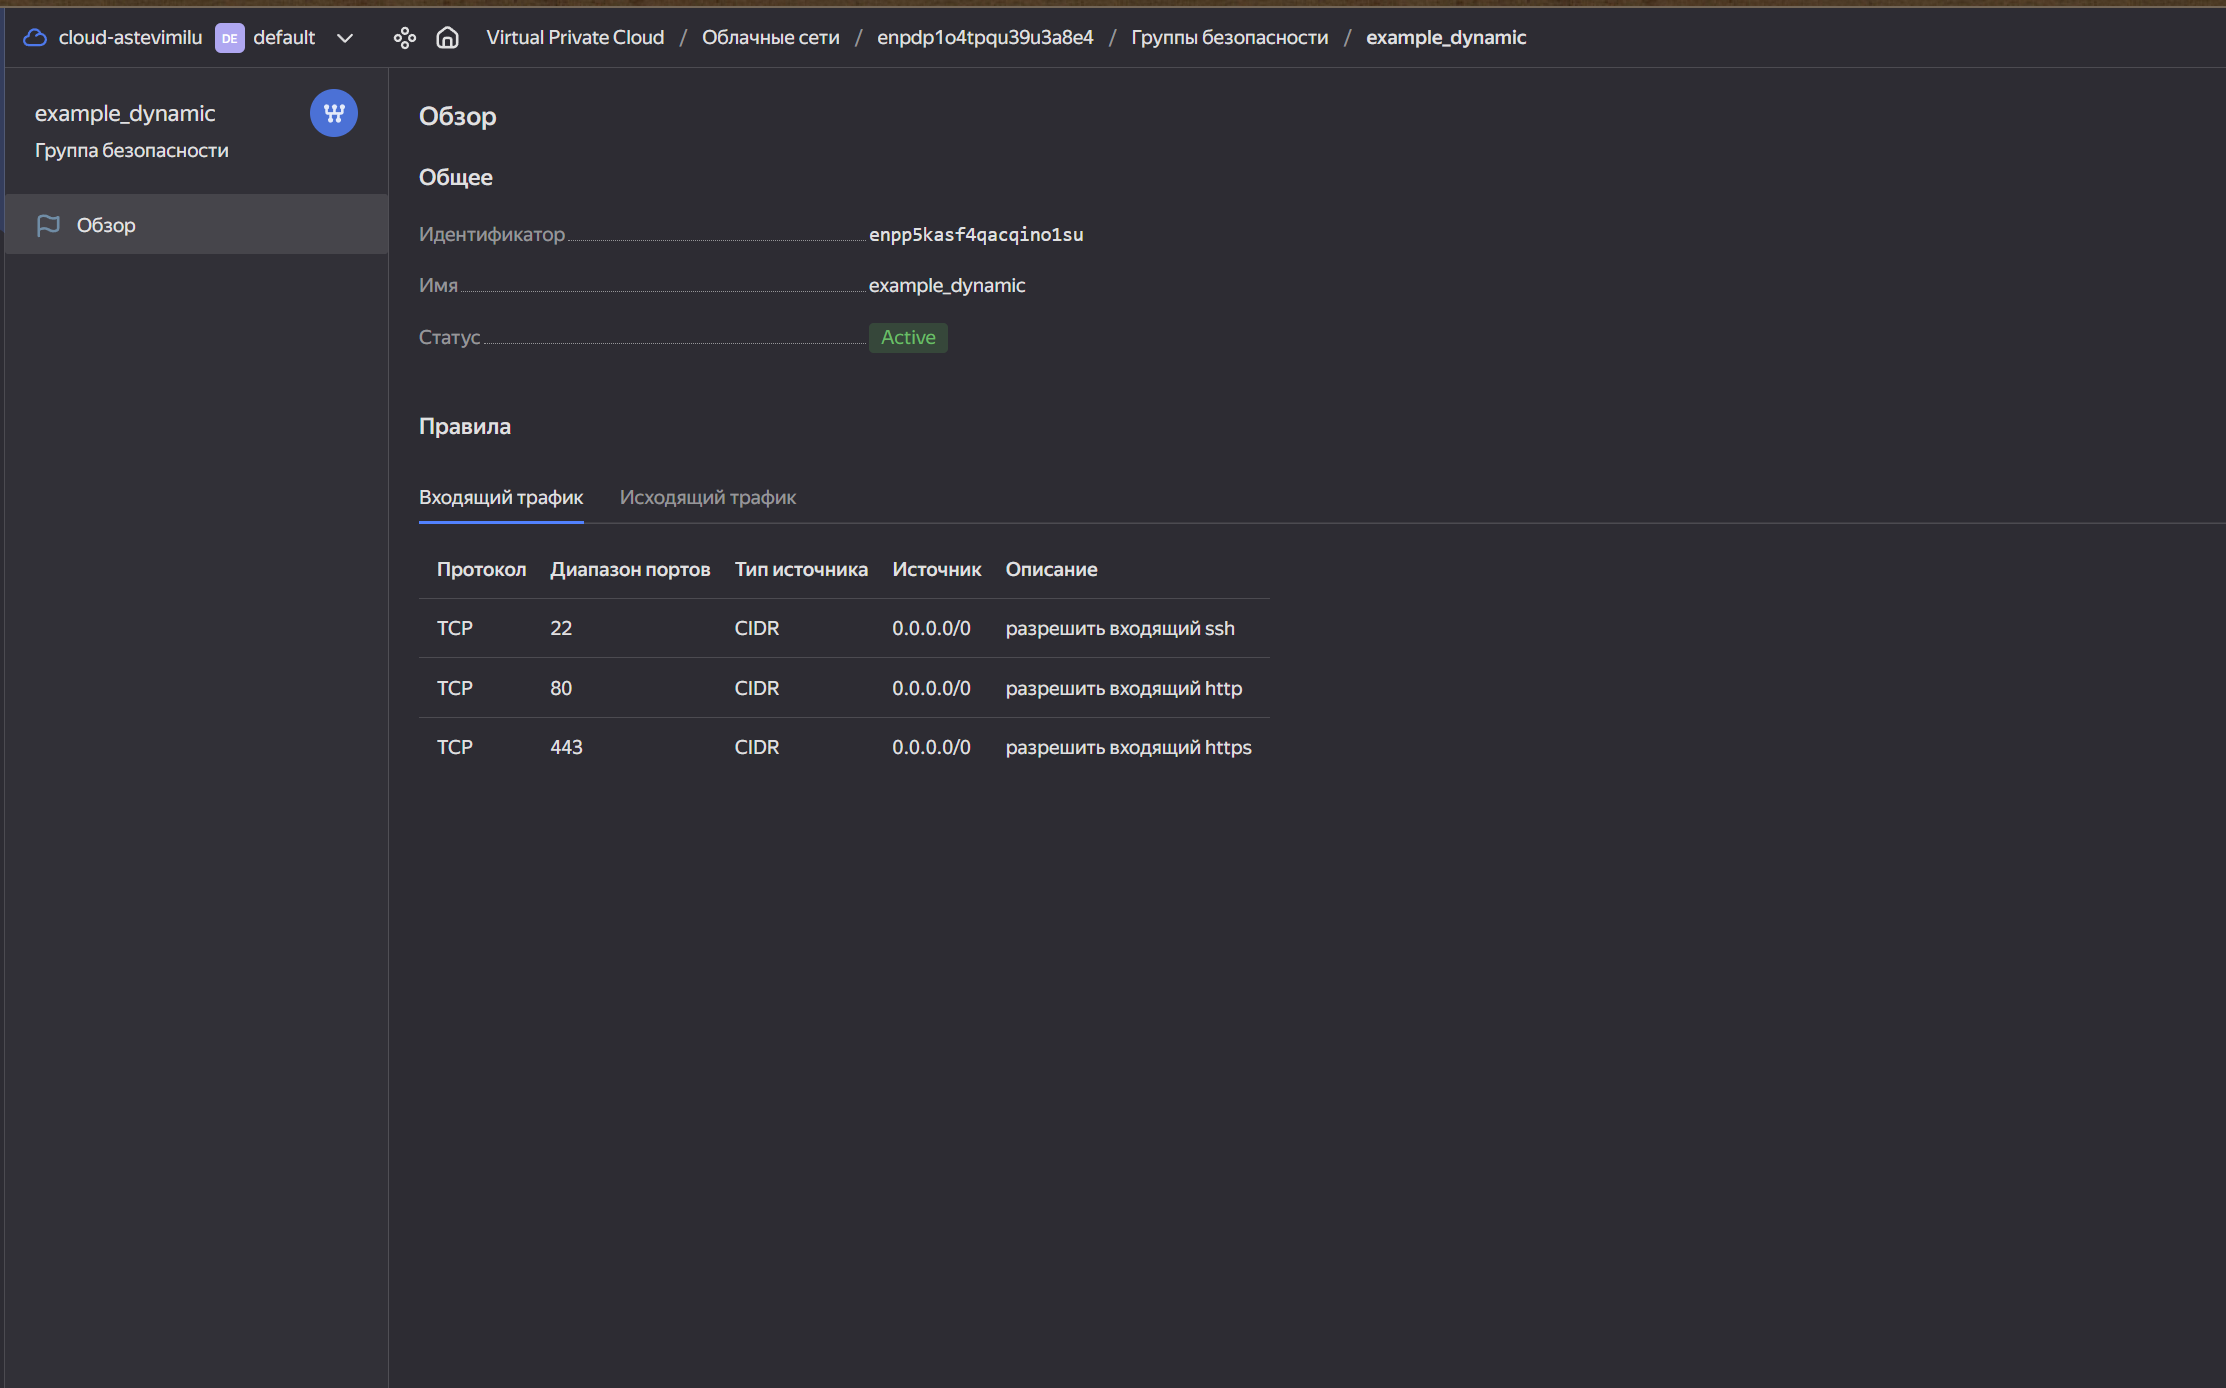 cloud-astevimilu DE default Virtual Private Cloud / Облачные сети / enpdp1o4tpqu39u3a8e4 / Группы безопасности / example_dynamic
example_dynamic
Группа безопасности
Обзор
Обзор
Общее
Идентификатор enpp5kasf4qacqino1su
Имя example_dynamic
Статус Active
Правила
Входящий трафик Исходящий трафик
Протокол Диапазон портов Тип источника Источник Описание
TCP 22 CIDR 0.0.0.0/0 разрешить входящий ssh
TCP 80 CIDR 0.0.0.0/0 разрешить входящий http
TCP 443 CIDR 0.0.0.0/0 разрешить входящий https